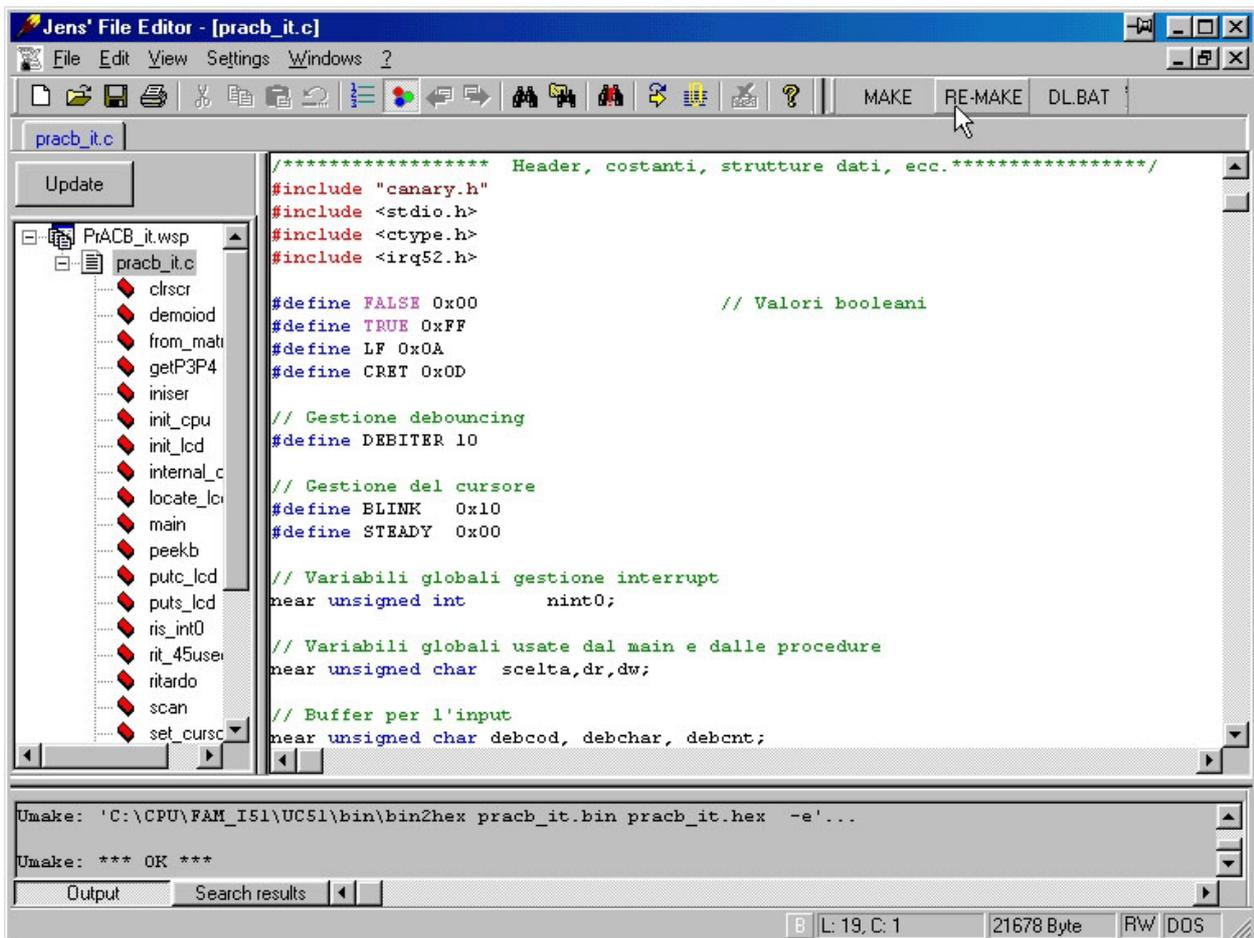 Jens' File Editor - [pracb_it.c]
File Edit View Settings Windows ?
MAKE RE-MAKE DL.BAT
pracb_it.c
Update
PrACB_it.wsp
pracb_it.c
clrscr
demoiod
from_mat
getP3P4
iniser
init_cpu
init_lcd
internal_c
locate_lc
main
peekb
putc_lcd
puts_lcd
ris_int0
rit_45use
ritardo
scan
set_curso
/****************** Header, costanti, strutture dati, ecc.*****************/
#include "canary.h"
#include <stdio.h>
#include <ctype.h>
#include <irq52.h>
#define FALSE 0x00 // Valori booleani
#define TRUE 0xFF
#define LF 0x0A
#define CRET 0x0D
// Gestione debouncing
#define DEBITER 10
// Gestione del cursore
#define BLINK 0x10
#define STEADY 0x00
// Variabili globali gestione interrupt
near unsigned int nint0;
// Variabili globali usate dal main e dalle procedure
near unsigned char scelta,dr,dw;
// Buffer per l'input
near unsigned char debcod, debchar, debcnt;
Umake: 'C:\CPU\FAM_I51\UC51\bin\bin2hex pracb_it.bin pracb_it.hex -e'...
Umake: *** OK ***
Output Search results
B L: 19, C: 1 21678 Byte RW DOS